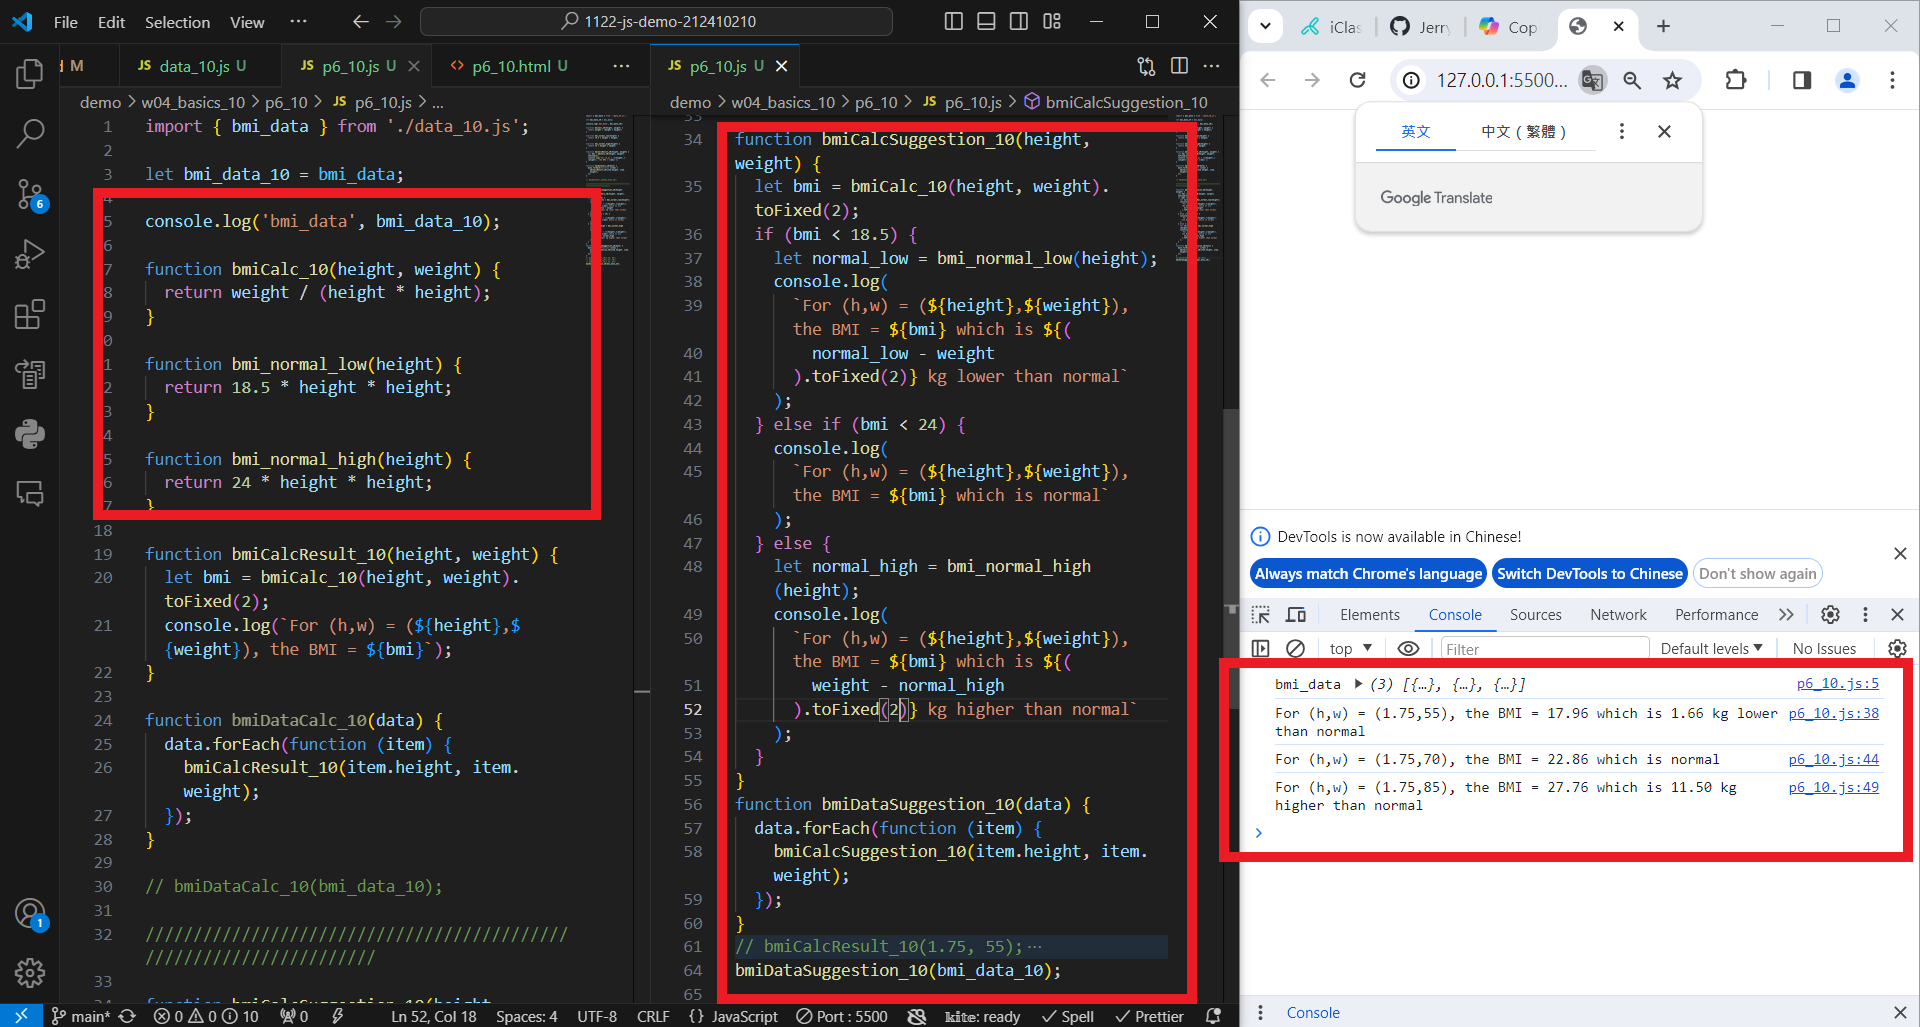 File Edit Selection View ··· 1122-js-demo-212410210
M JS data_10.js U JS p6_10.js U <> p6_10.html U ···
demo > w04_basics_10 > p6_10 > JS p6_10.js > ...
1 import { bmi_data } from './data_10.js';
2
3 let bmi_data_10 = bmi_data;
4
5 console.log('bmi_data', bmi_data_10);
6
7 function bmiCalc_10(height, weight) {
8 return weight / (height * height);
9 }
0
1 function bmi_normal_low(height) {
2 return 18.5 * height * height;
3 }
4
5 function bmi_normal_high(height) {
6 return 24 * height * height;
7 }
18
19 function bmiCalcResult_10(height, weight) {
20 let bmi = bmiCalc_10(height, weight).
toFixed(2);
21 console.log(`For (h,w) = (${height},$
{weight}), the BMI = ${bmi}`);
22 }
23
24 function bmiDataCalc_10(data) {
25 data.forEach(function (item) {
26 bmiCalcResult_10(item.height, item.
weight);
27 });
28 }
29
30 // bmiDataCalc_10(bmi_data_10);
31
32 ////////////////////////////////////////////
////////////////////////
33
34 function bmiCalcSuggestion_10(height,
JS p6_10.js U
demo > w04_basics_10 > p6_10 > JS p6_10.js > bmiCalcSuggestion_10
33
34 function bmiCalcSuggestion_10(height,
weight) {
35 let bmi = bmiCalc_10(height, weight).
toFixed(2);
36 if (bmi < 18.5) {
37 let normal_low = bmi_normal_low(height);
38 console.log(
39 `For (h,w) = (${height},${weight}),
the BMI = ${bmi} which is ${(
40 normal_low - weight
41 ).toFixed(2)} kg lower than normal`
42 );
43 } else if (bmi < 24) {
44 console.log(
45 `For (h,w) = (${height},${weight}),
the BMI = ${bmi} which is normal`
46 );
47 } else {
48 let normal_high = bmi_normal_high
(height);
49 console.log(
50 `For (h,w) = (${height},${weight}),
the BMI = ${bmi} which is ${(
51 weight - normal_high
52 ).toFixed(2)} kg higher than normal`
53 );
54 }
55 }
56 function bmiDataSuggestion_10(data) {
57 data.forEach(function (item) {
58 bmiCalcSuggestion_10(item.height, item.
weight);
59 });
60 }
61 // bmiCalcResult_10(1.75, 55); ···
64 bmiDataSuggestion_10(bmi_data_10);
65
6
1
main* 0 0 10 0 Ln 52, Col 18 Spaces: 4 UTF-8 CRLF {} JavaScript Port : 5500 kite: ready Spell Prettier
iClas Jerry Cop
127.0.0.1:5500...
英文 中文 ( 繁體 )
Google Translate
DevTools is now available in Chinese!
Always match Chrome's language Switch DevTools to Chinese Don't show again
Elements Console Sources Network Performance
top Filter Default levels No Issues
bmi_data (3) [{…}, {…}, {…}] p6_10.js:5
For (h,w) = (1.75,55), the BMI = 17.96 which is 1.66 kg lower p6_10.js:38
than normal
For (h,w) = (1.75,70), the BMI = 22.86 which is normal p6_10.js:44
For (h,w) = (1.75,85), the BMI = 27.76 which is 11.50 kg p6_10.js:49
higher than normal
Console